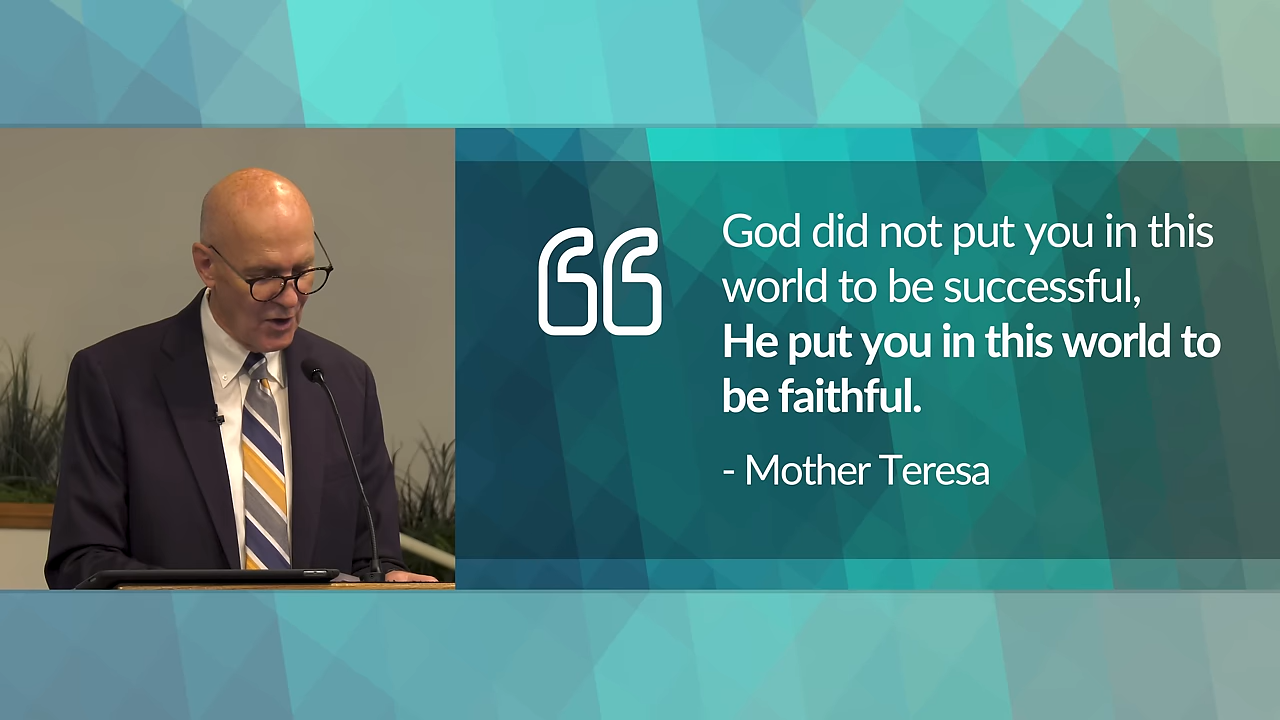 God did not put you in this
world to be successful,
He put you in this world to
be faithful.
- Mother Teresa